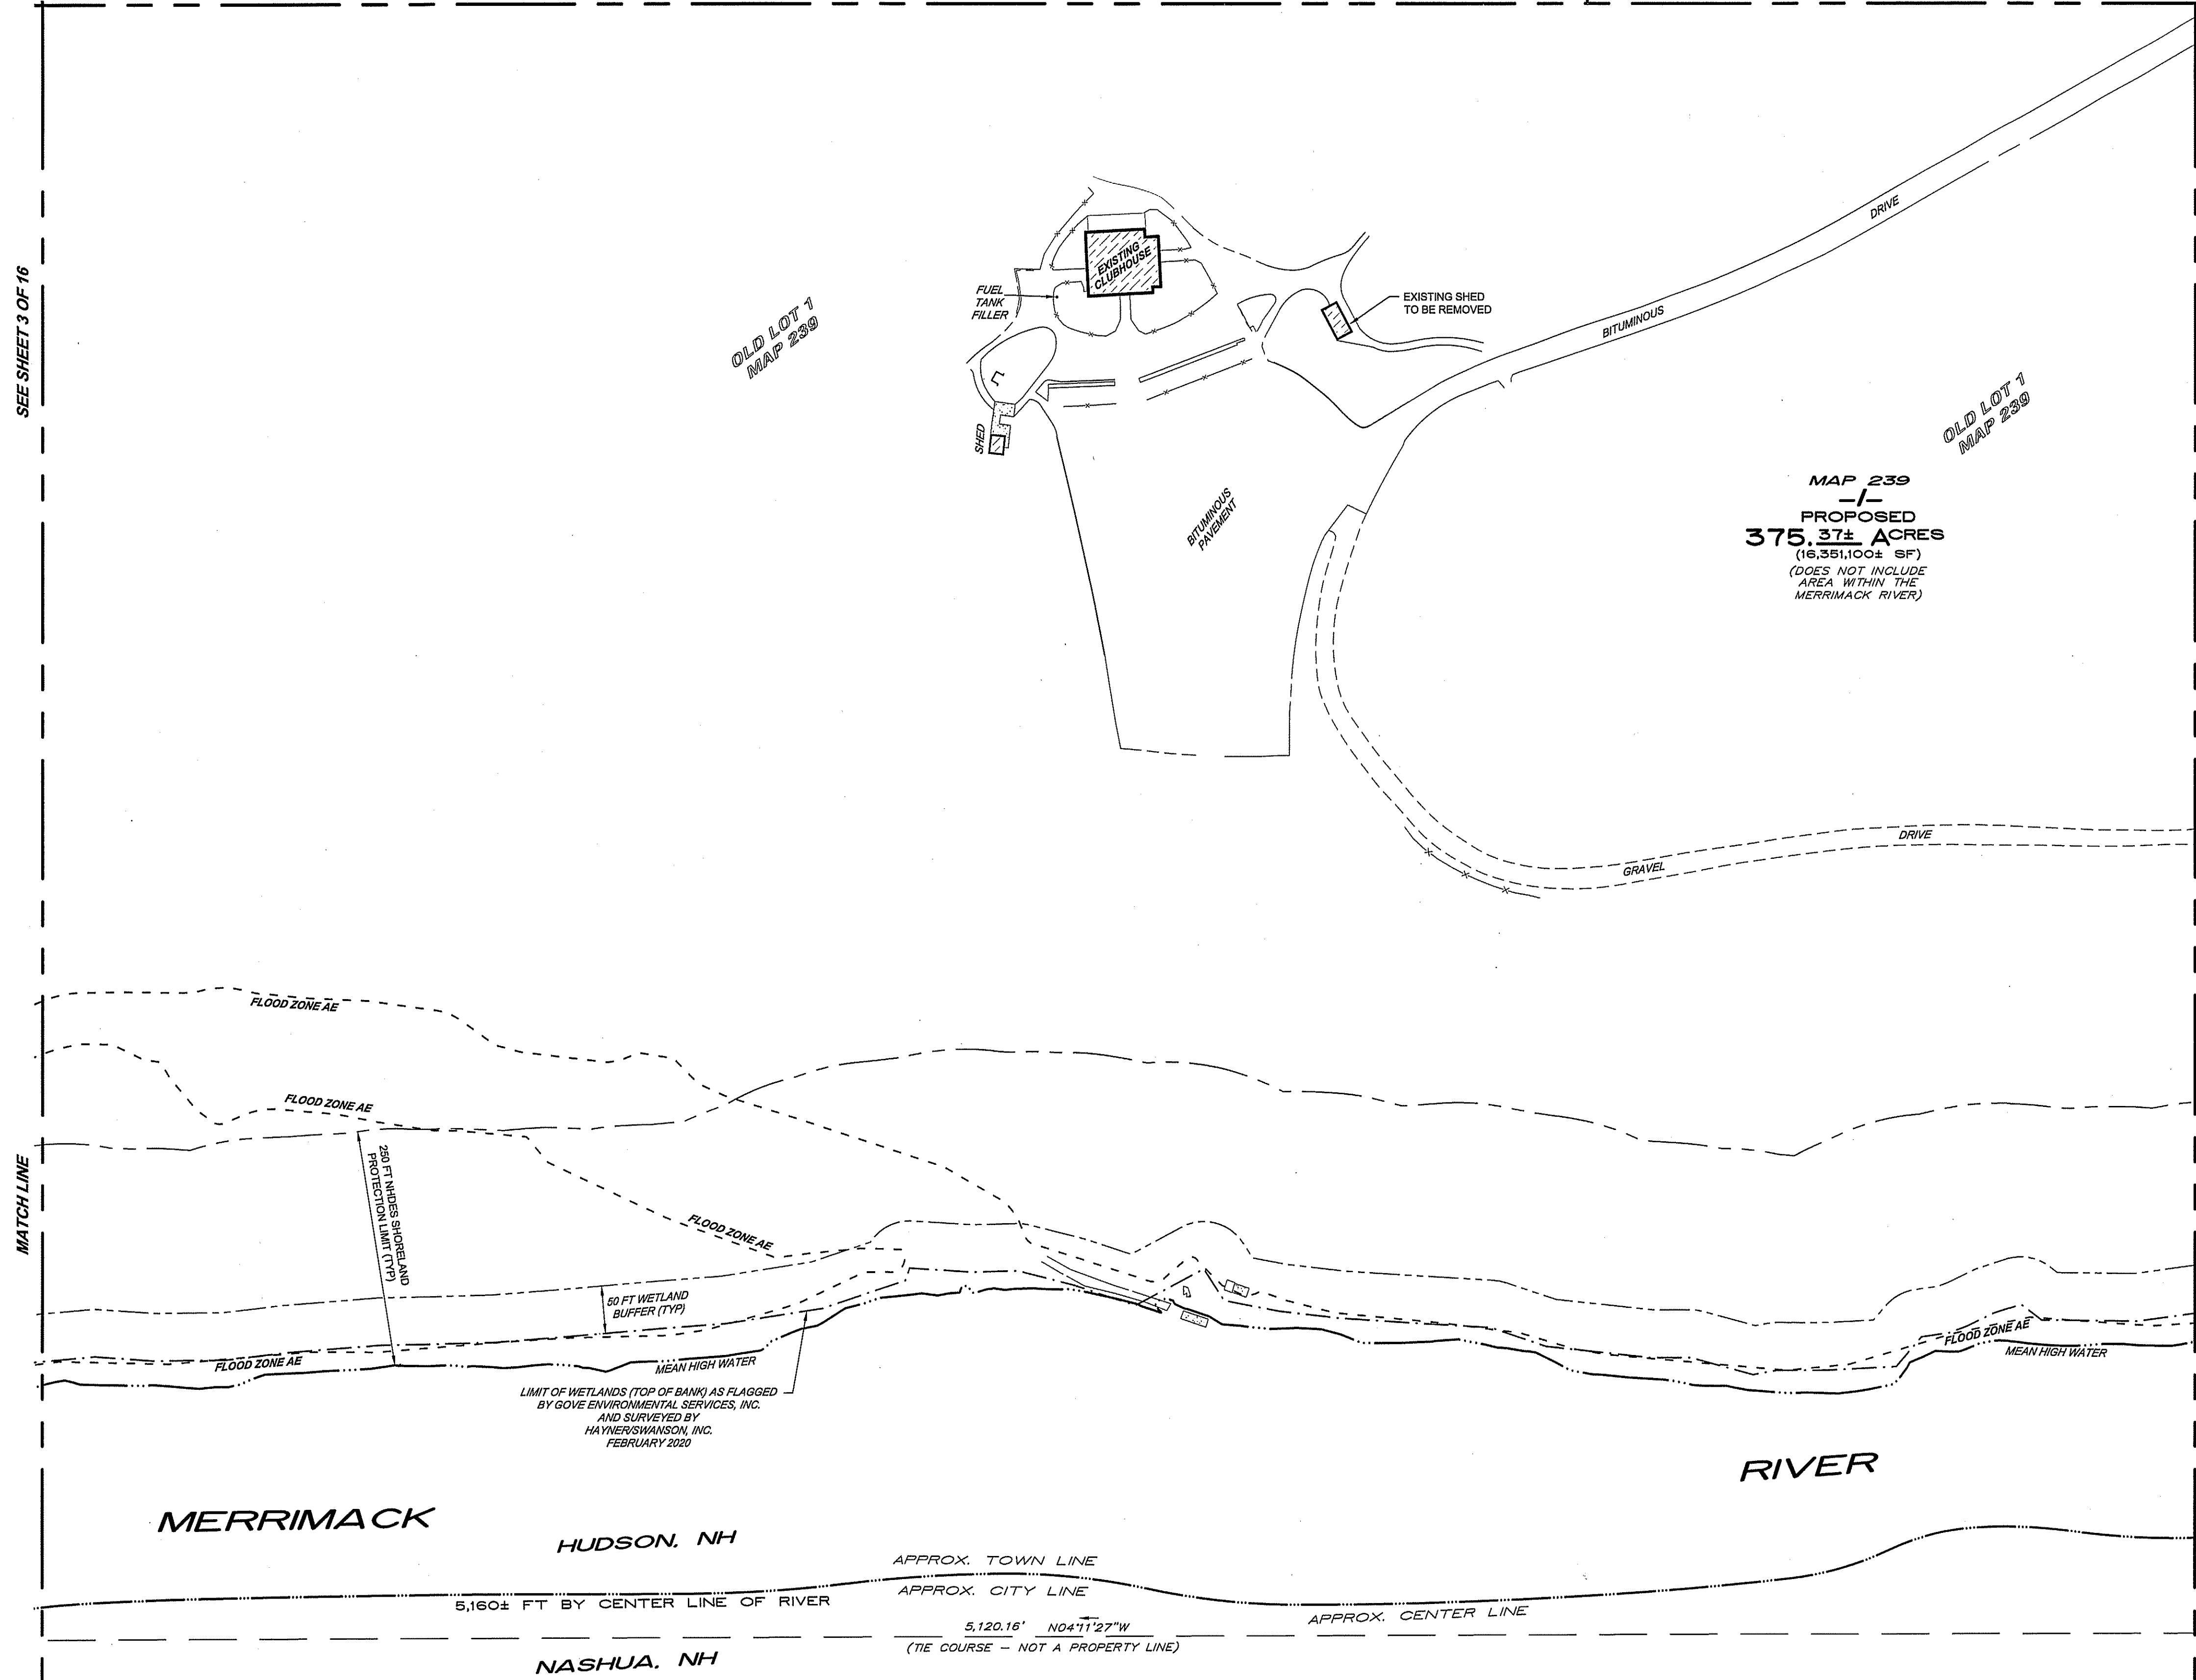 SEE SHEET 3 OF 16
MATCH LINE
OLD LOT 1
MAP 239
FUEL
TANK
FILLER
EXISTING
CLUBHOUSE
EXISTING SHED
TO BE REMOVED
SHED
BITUMINOUS
PAVEMENT
BITUMINOUS
DRIVE
OLD LOT 1
MAP 239
MAP 239
-1-
PROPOSED
375.37± ACRES
(16,351,100± SF)
(DOES NOT INCLUDE
AREA WITHIN THE
MERRIMACK RIVER)
GRAVEL
DRIVE
FLOOD ZONE AE
FLOOD ZONE AE
250 FT NHDES SHORELAND
PROTECTION LIMIT (TYP)
FLOOD ZONE AE
50 FT WETLAND
BUFFER (TYP)
FLOOD ZONE AE
MEAN HIGH WATER
FLOOD ZONE AE
MEAN HIGH WATER
LIMIT OF WETLANDS (TOP OF BANK) AS FLAGGED
BY GOVE ENVIRONMENTAL SERVICES, INC.
AND SURVEYED BY
HAYNER/SWANSON, INC.
FEBRUARY 2020
MERRIMACK
RIVER
HUDSON, NH
APPROX. TOWN LINE
APPROX. CITY LINE
5,160± FT BY CENTER LINE OF RIVER
APPROX. CENTER LINE
5,120.16' N04°11'27"W
(TIE COURSE – NOT A PROPERTY LINE)
NASHUA, NH